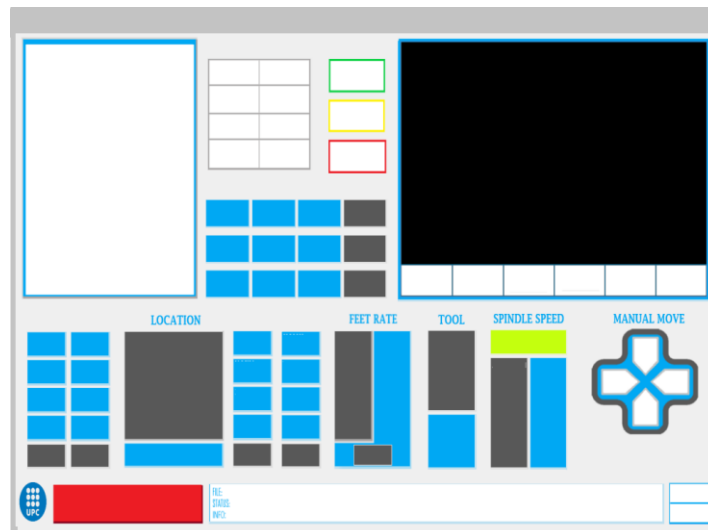 LOCATION
FEET RATE
TOOL
SPINDLE SPEED
MANUAL MOVE
UPC
FILE:
STATUS:
INFO: